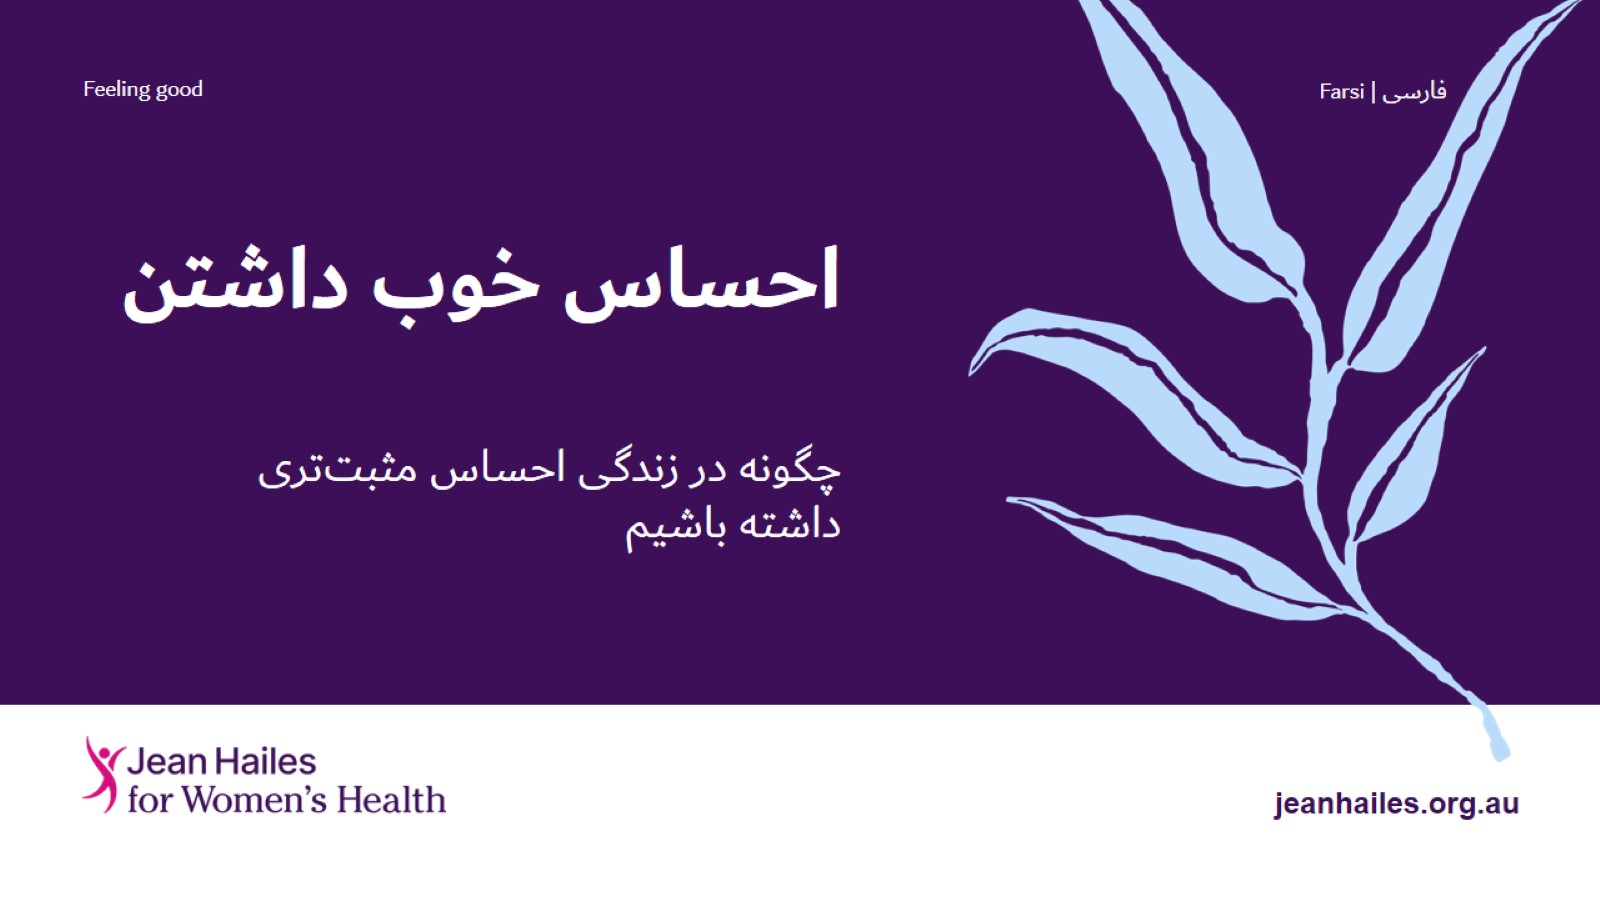 Feeling good
Farsi | فارسی
احساس خوب داشتن
چگونه در زندگی احساس مثبت‌تری
داشته باشیم
Jean Hailes
for Women's Health
jeanhailes.org.au